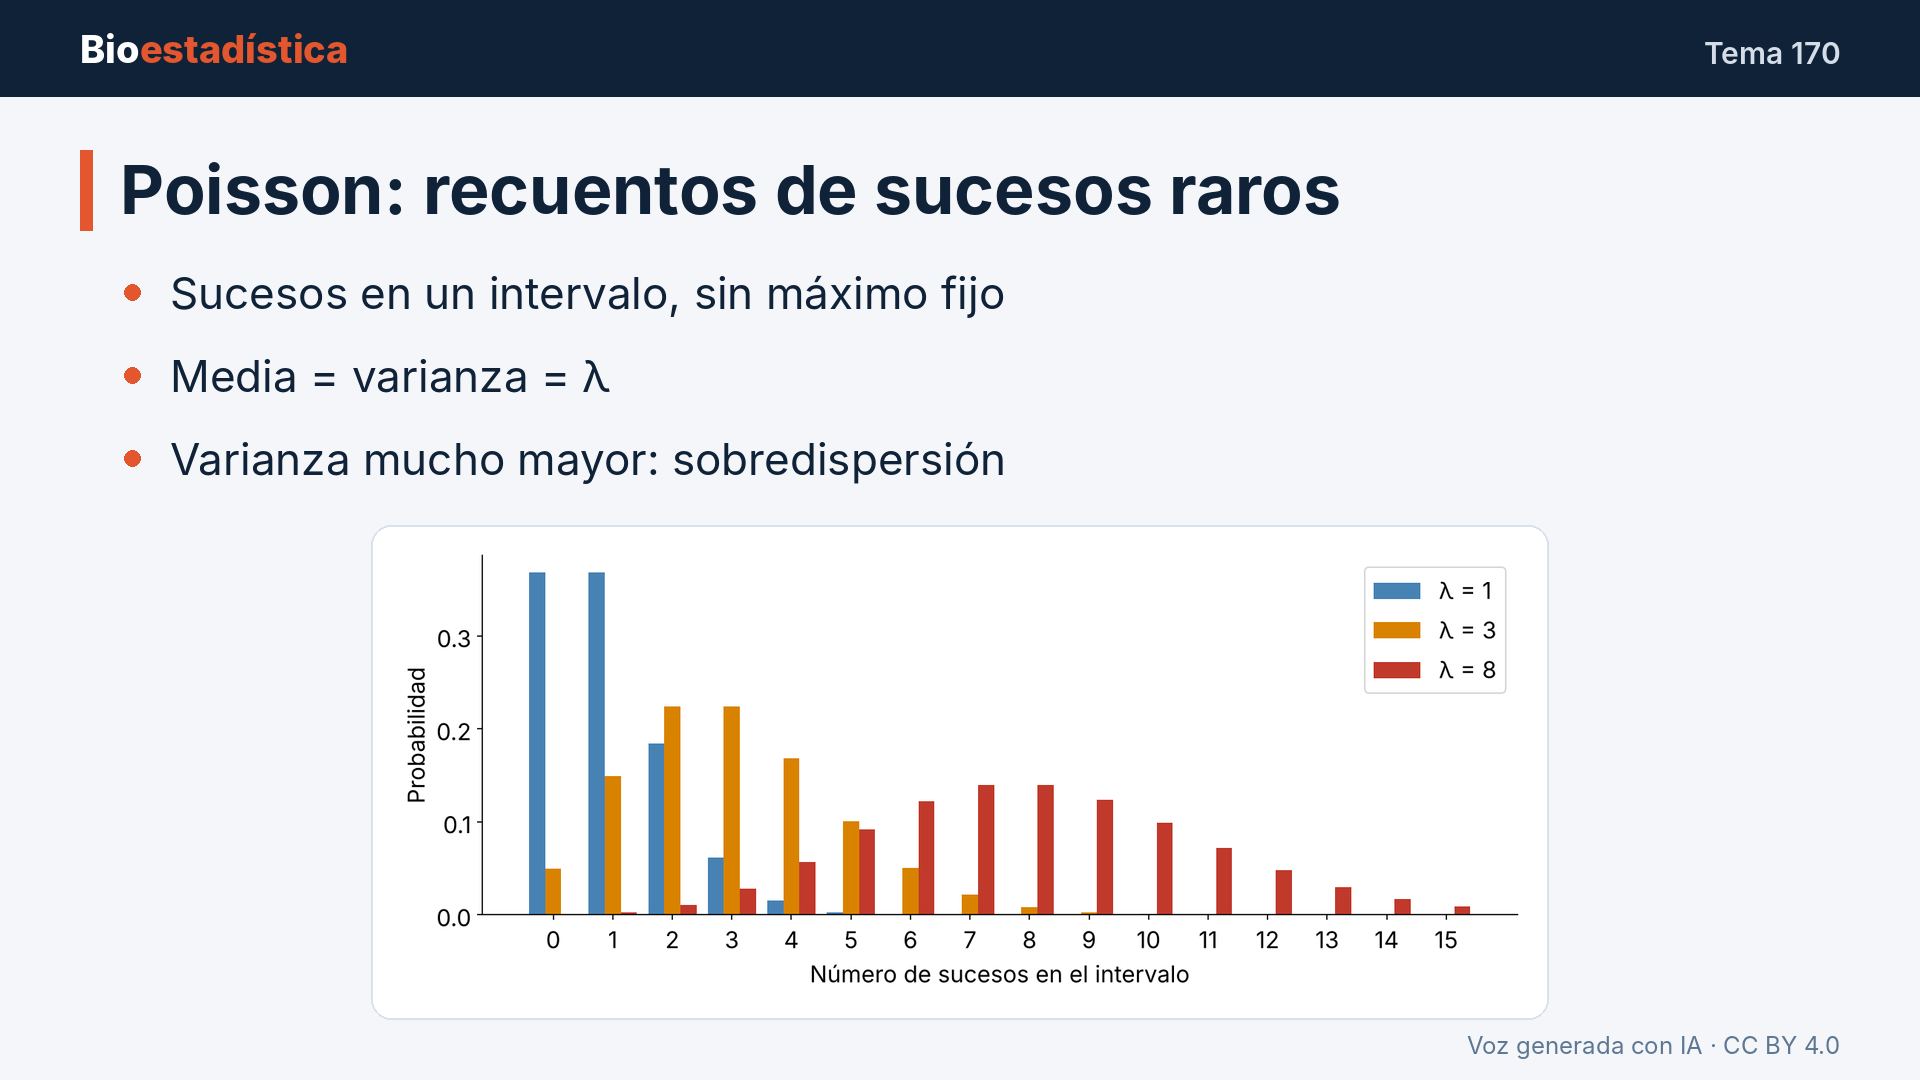 Bioestadística
Tema 170
Poisson: recuentos de sucesos raros
Sucesos en un intervalo, sin máximo fijo
Media = varianza = λ
Varianza mucho mayor: sobredispersión
λ = 1
λ = 3
λ = 8
Probabilidad
0.3
0.2
0.1
0.0
0 1 2 3 4 5 6 7 8 9 10 11 12 13 14 15
Número de sucesos en el intervalo
Voz generada con IA · CC BY 4.0